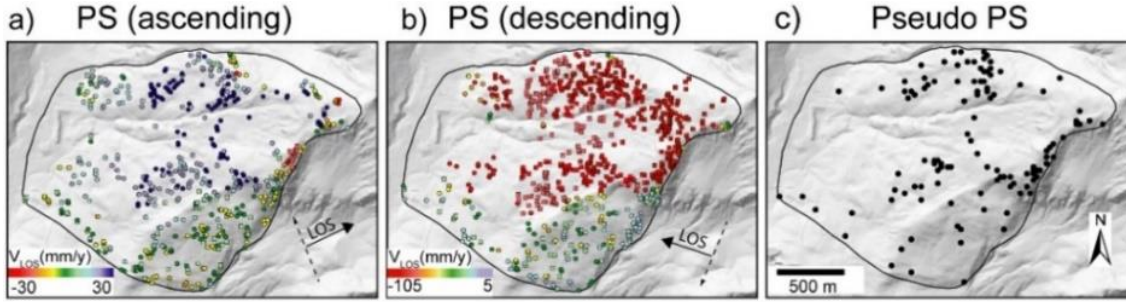 a) PS (ascending)
b) PS (descending)
c) Pseudo PS
LOS
V_LOS(mm/y)
-30 30
LOS
V_LOS(mm/y)
-105 5
N
500 m